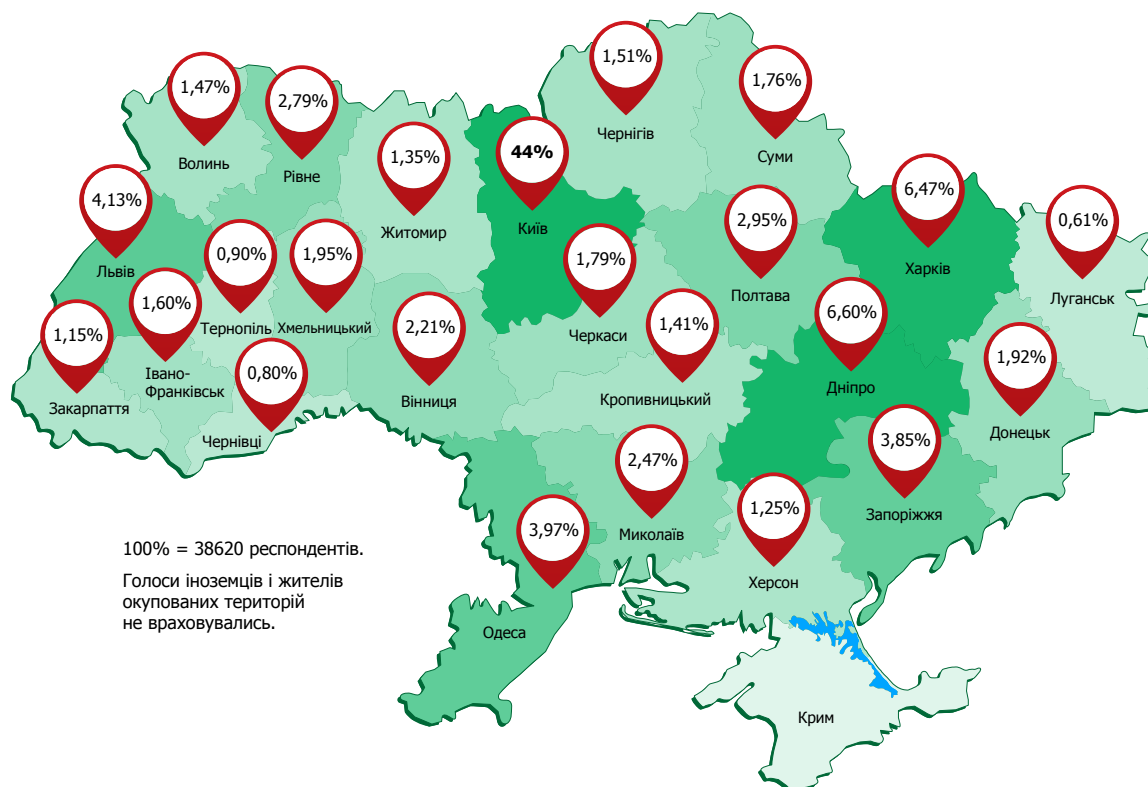 1,51%
Чернігів
1,76%
Суми
1,47%
Волинь
2,79%
Рівне
1,35%
Житомир
44%
Київ
4,13%
Львів
0,90%
Тернопіль
1,95%
Хмельницький
1,79%
Черкаси
2,95%
Полтава
6,47%
Харків
0,61%
Луганськ
1,15%
Закарпаття
1,60%
Івано-
Франківськ
0,80%
Чернівці
2,21%
Вінниця
1,41%
Кропивницький
6,60%
Дніпро
1,92%
Донецьк
3,85%
Запоріжжя
2,47%
Миколаїв
1,25%
Херсон
3,97%
Одеса
Крим
100% = 38620 респондентів.
Голоси іноземців і жителів
окупованих територій
не враховувались.